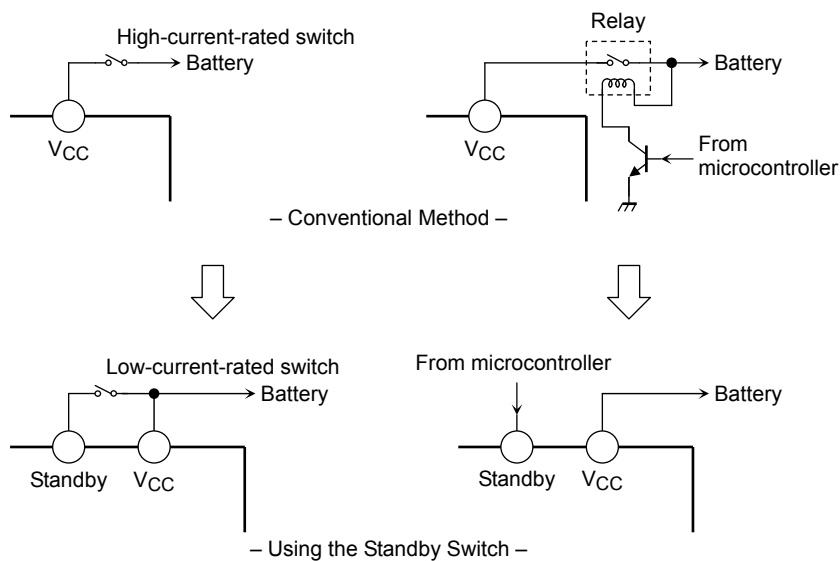 High-current-rated switch
Battery
VCC
Relay
Battery
VCC
From
microcontroller
– Conventional Method –
Low-current-rated switch
Battery
Standby
VCC
From microcontroller
Battery
Standby
VCC
– Using the Standby Switch –